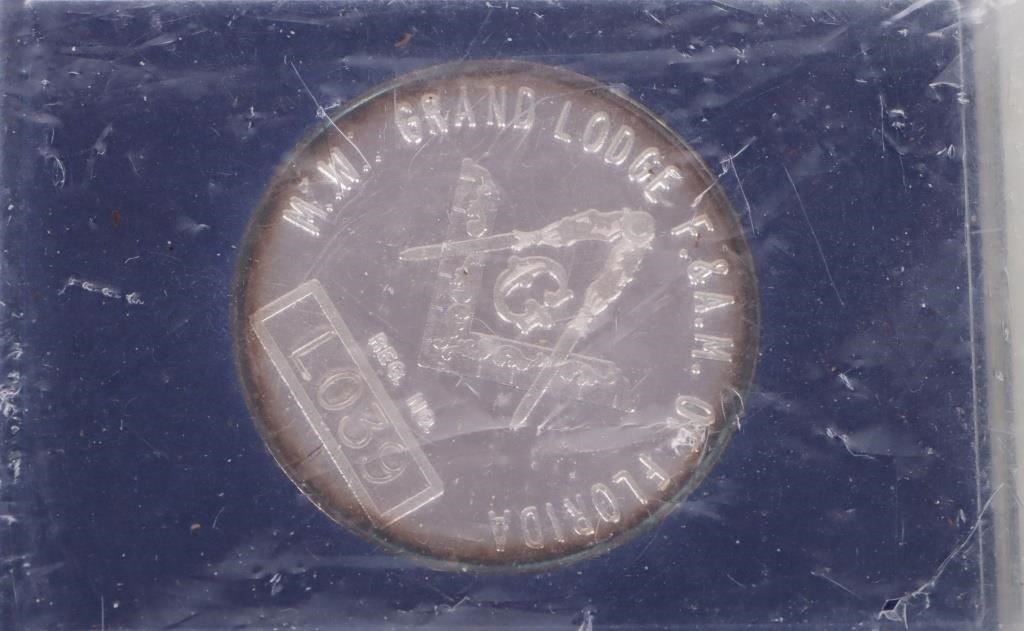 M.W. GRAND LODGE F.&A.M. OF FLORIDA
G
REG. NO.
L039